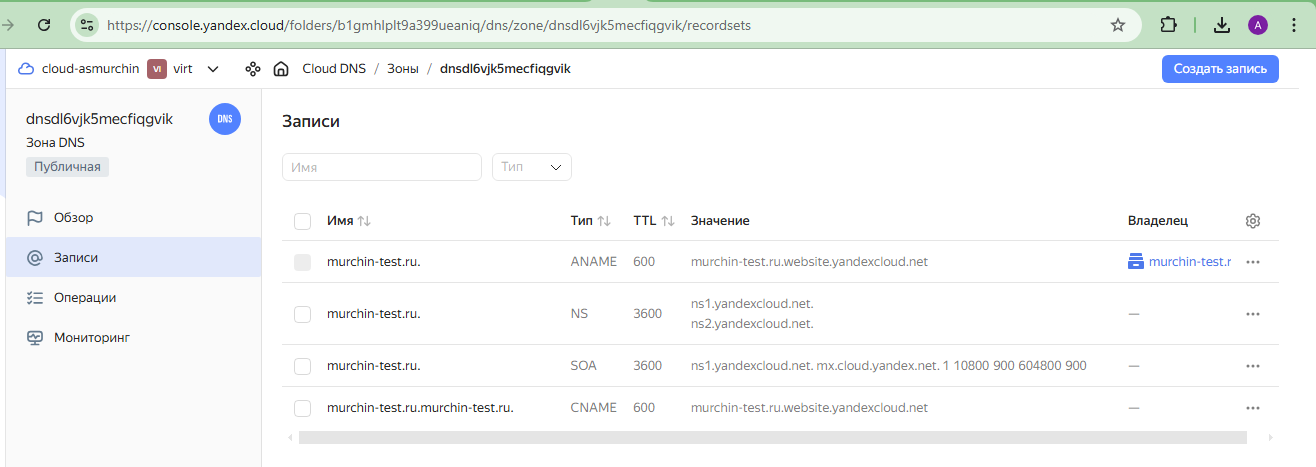 https://console.yandex.cloud/folders/b1gmhlplt9a399ueaniq/dns/zone/dnsdl6vjk5mecfiqgvik/recordsets
A
cloud-asmurchin VI virt Cloud DNS / Зоны / dnsdl6vjk5mecfiqgvik Создать запись
dnsdl6vjk5mecfiqgvik DNS
Зона DNS
Публичная
Обзор
Записи
Операции
Мониторинг
Записи
Имя Тип
Имя Тип TTL Значение Владелец
murchin-test.ru. ANAME 600 murchin-test.ru.website.yandexcloud.net murchin-test.r
murchin-test.ru. NS 3600 ns1.yandexcloud.net. —
ns2.yandexcloud.net.
murchin-test.ru. SOA 3600 ns1.yandexcloud.net. mx.cloud.yandex.net. 1 10800 900 604800 900 —
murchin-test.ru.murchin-test.ru. CNAME 600 murchin-test.ru.website.yandexcloud.net —